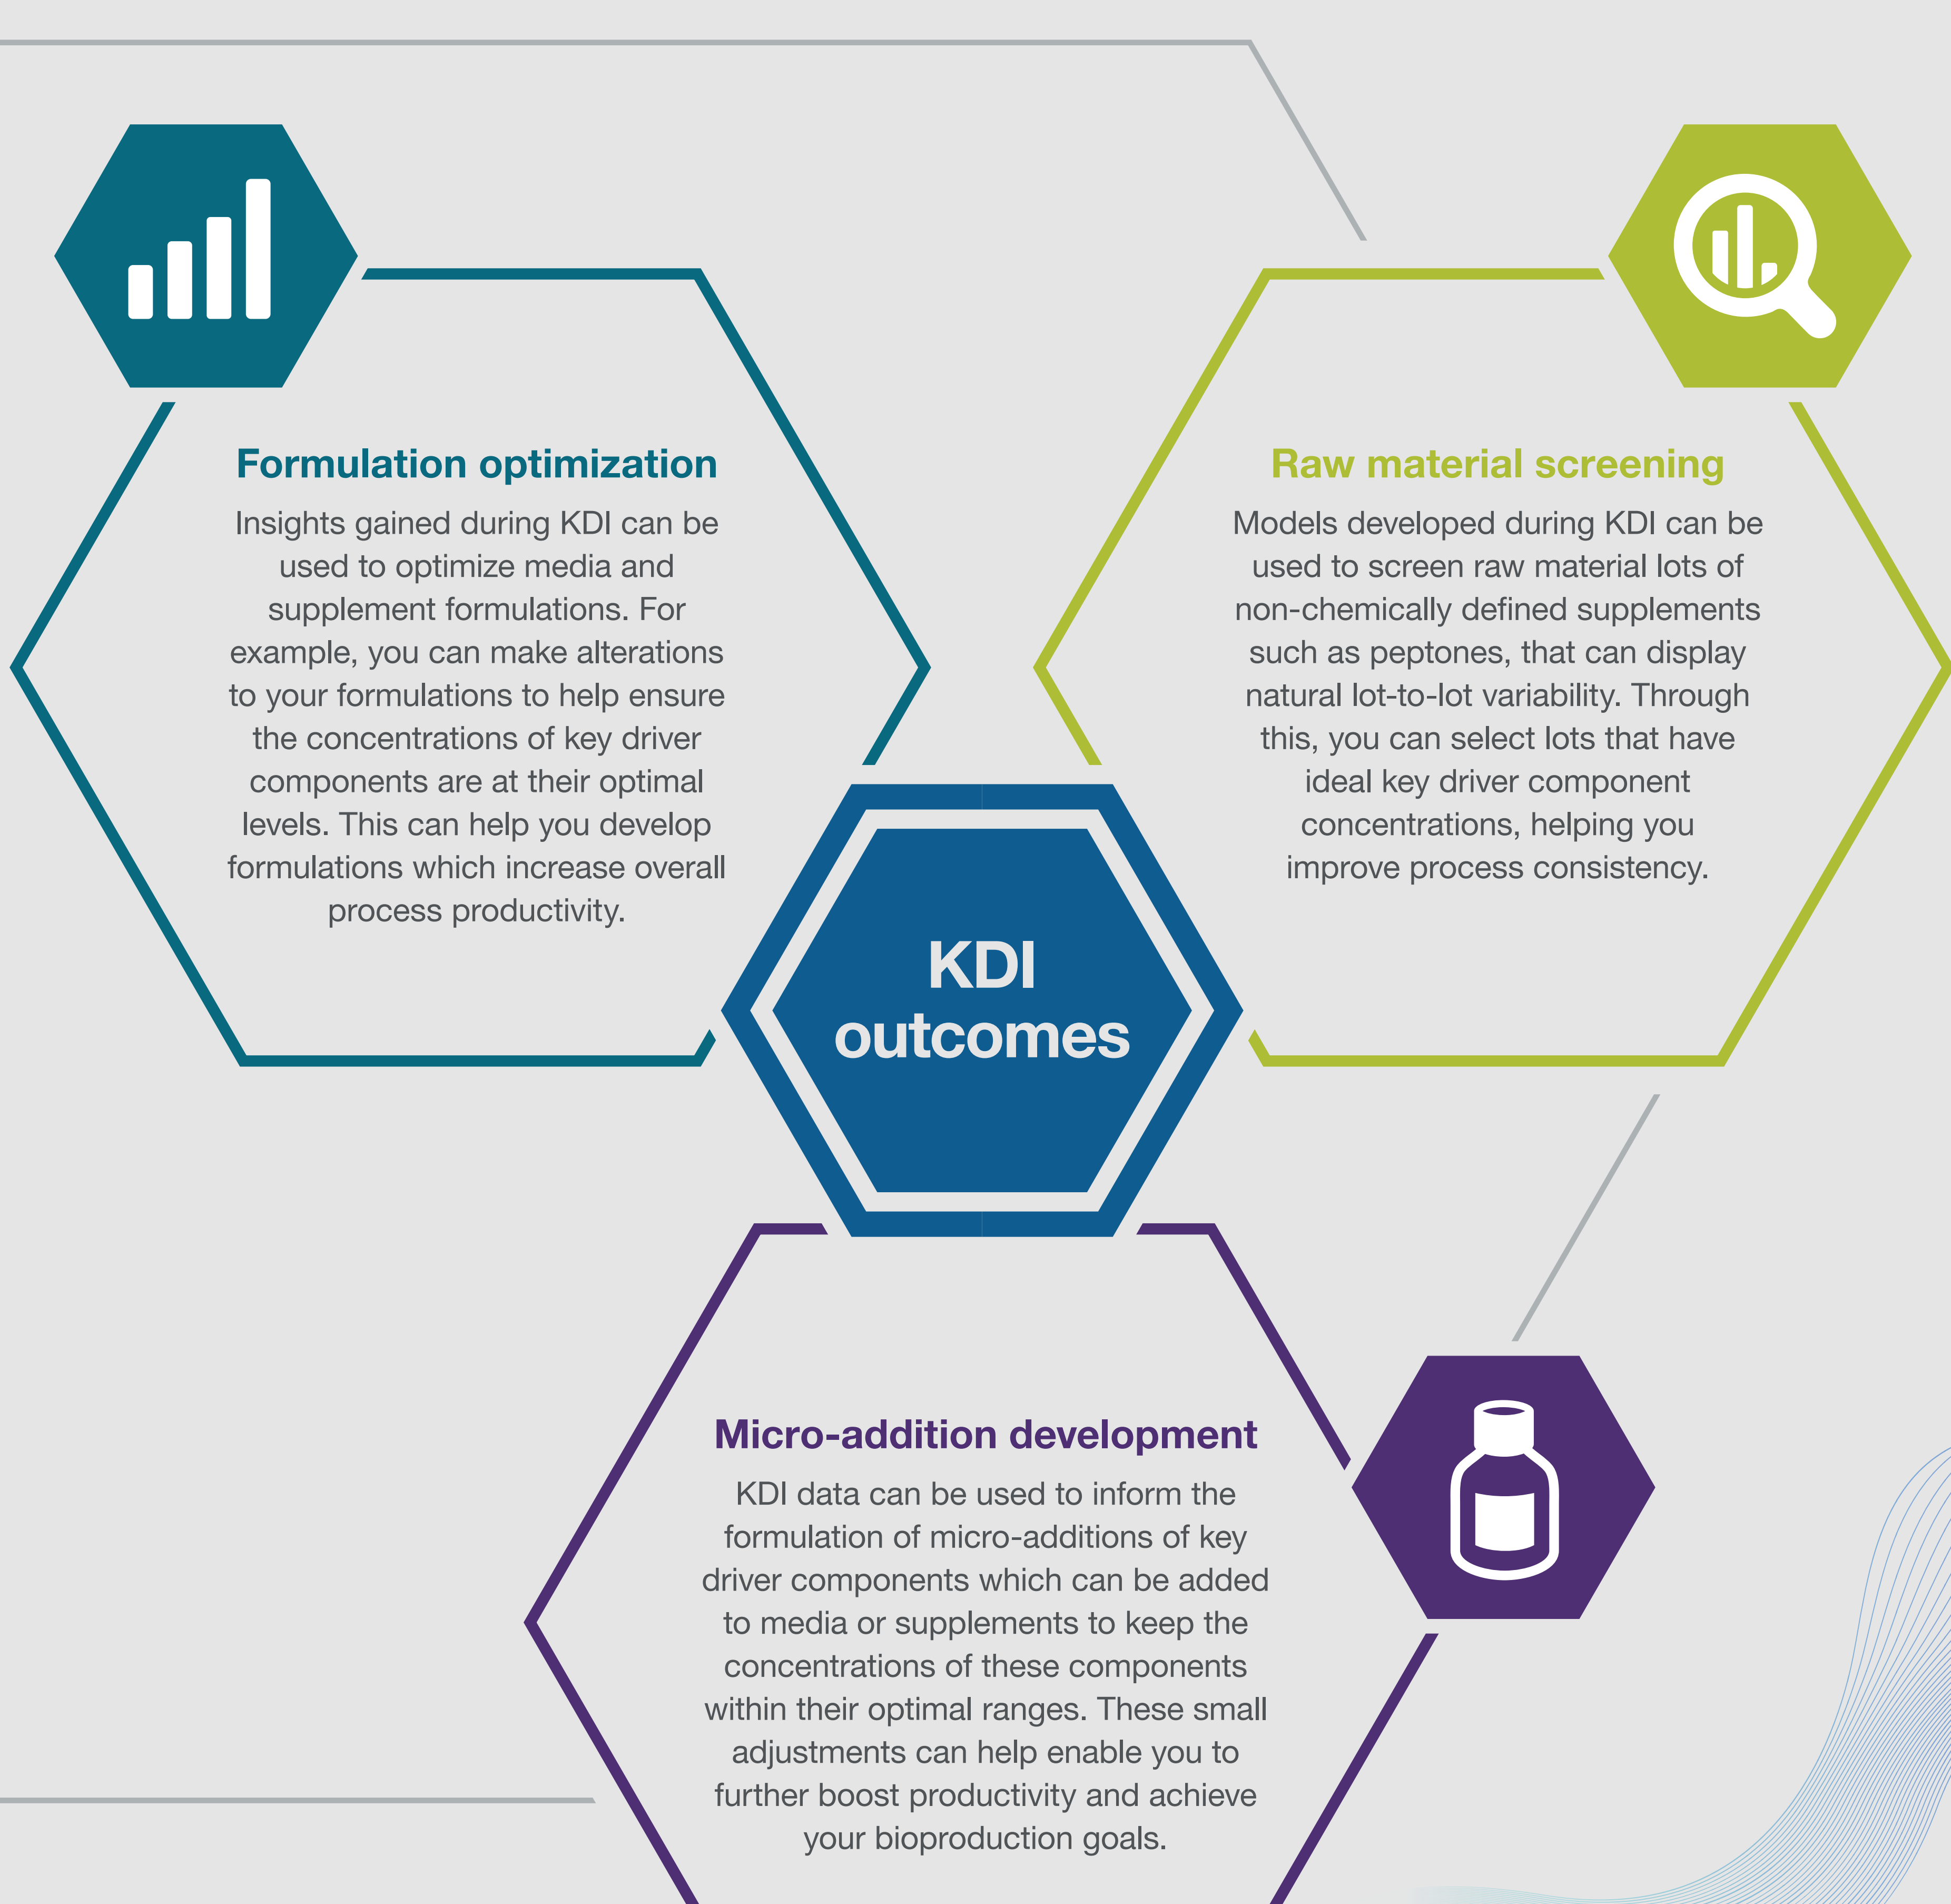 Formulation optimization
Insights gained during KDI can be
used to optimize media and
supplement formulations. For
example, you can make alterations
to your formulations to help ensure
the concentrations of key driver
components are at their optimal
levels. This can help you develop
formulations which increase overall
process productivity.
Raw material screening
Models developed during KDI can be
used to screen raw material lots of
non-chemically defined supplements
such as peptones, that can display
natural lot-to-lot variability. Through
this, you can select lots that have
ideal key driver component
concentrations, helping you
improve process consistency.
KDI
outcomes
Micro-addition development
KDI data can be used to inform the
formulation of micro-additions of key
driver components which can be added
to media or supplements to keep the
concentrations of these components
within their optimal ranges. These small
adjustments can help enable you to
further boost productivity and achieve
your bioproduction goals.